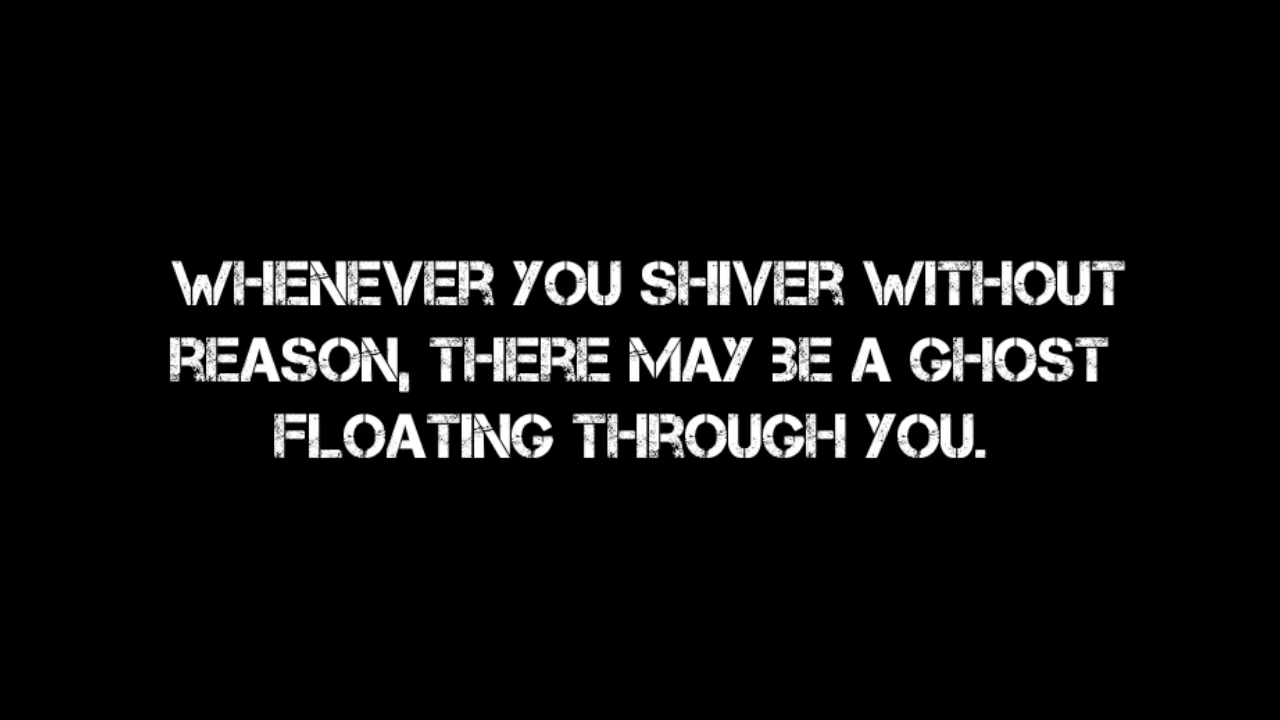 WHENEVER YOU SHIVER WITHOUT
REASON, THERE MAY BE A GHOST
FLOATING THROUGH YOU.